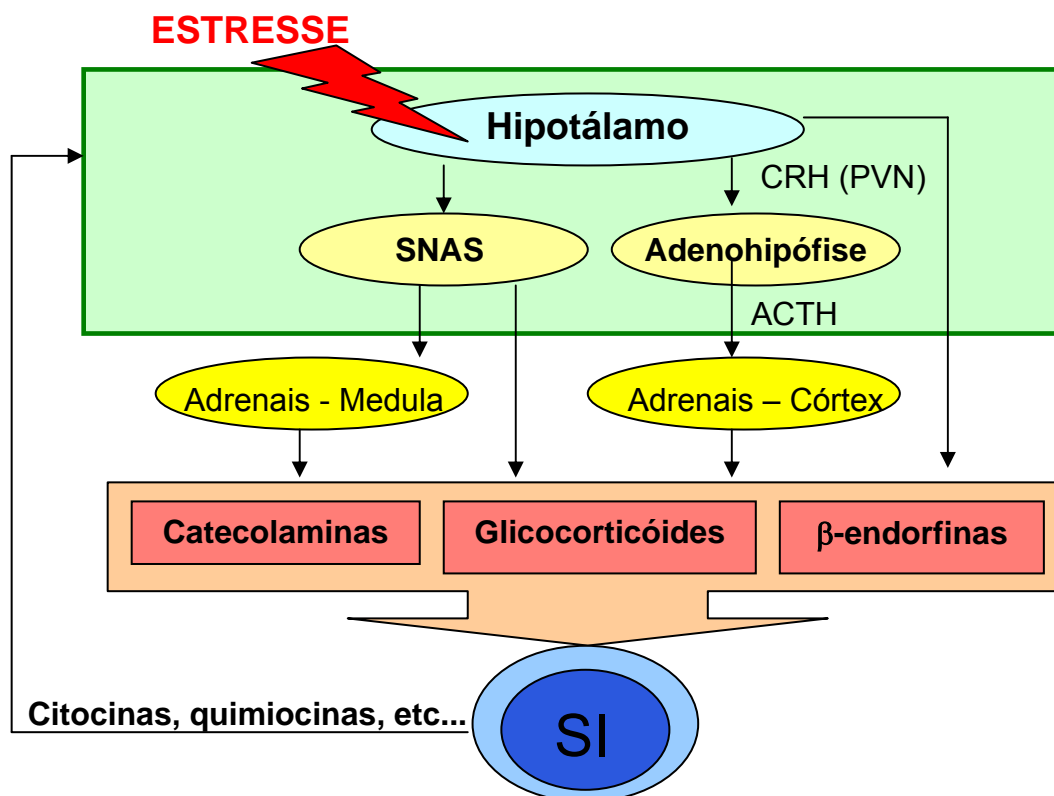 ESTRESSE
Hipotálamo
CRH (PVN)
SNAS
Adenohipófise
ACTH
Adrenais - Medula
Adrenais – Córtex
Catecolaminas
Glicocorticóides
β-endorfinas
Citocinas, quimiocinas, etc...
SI